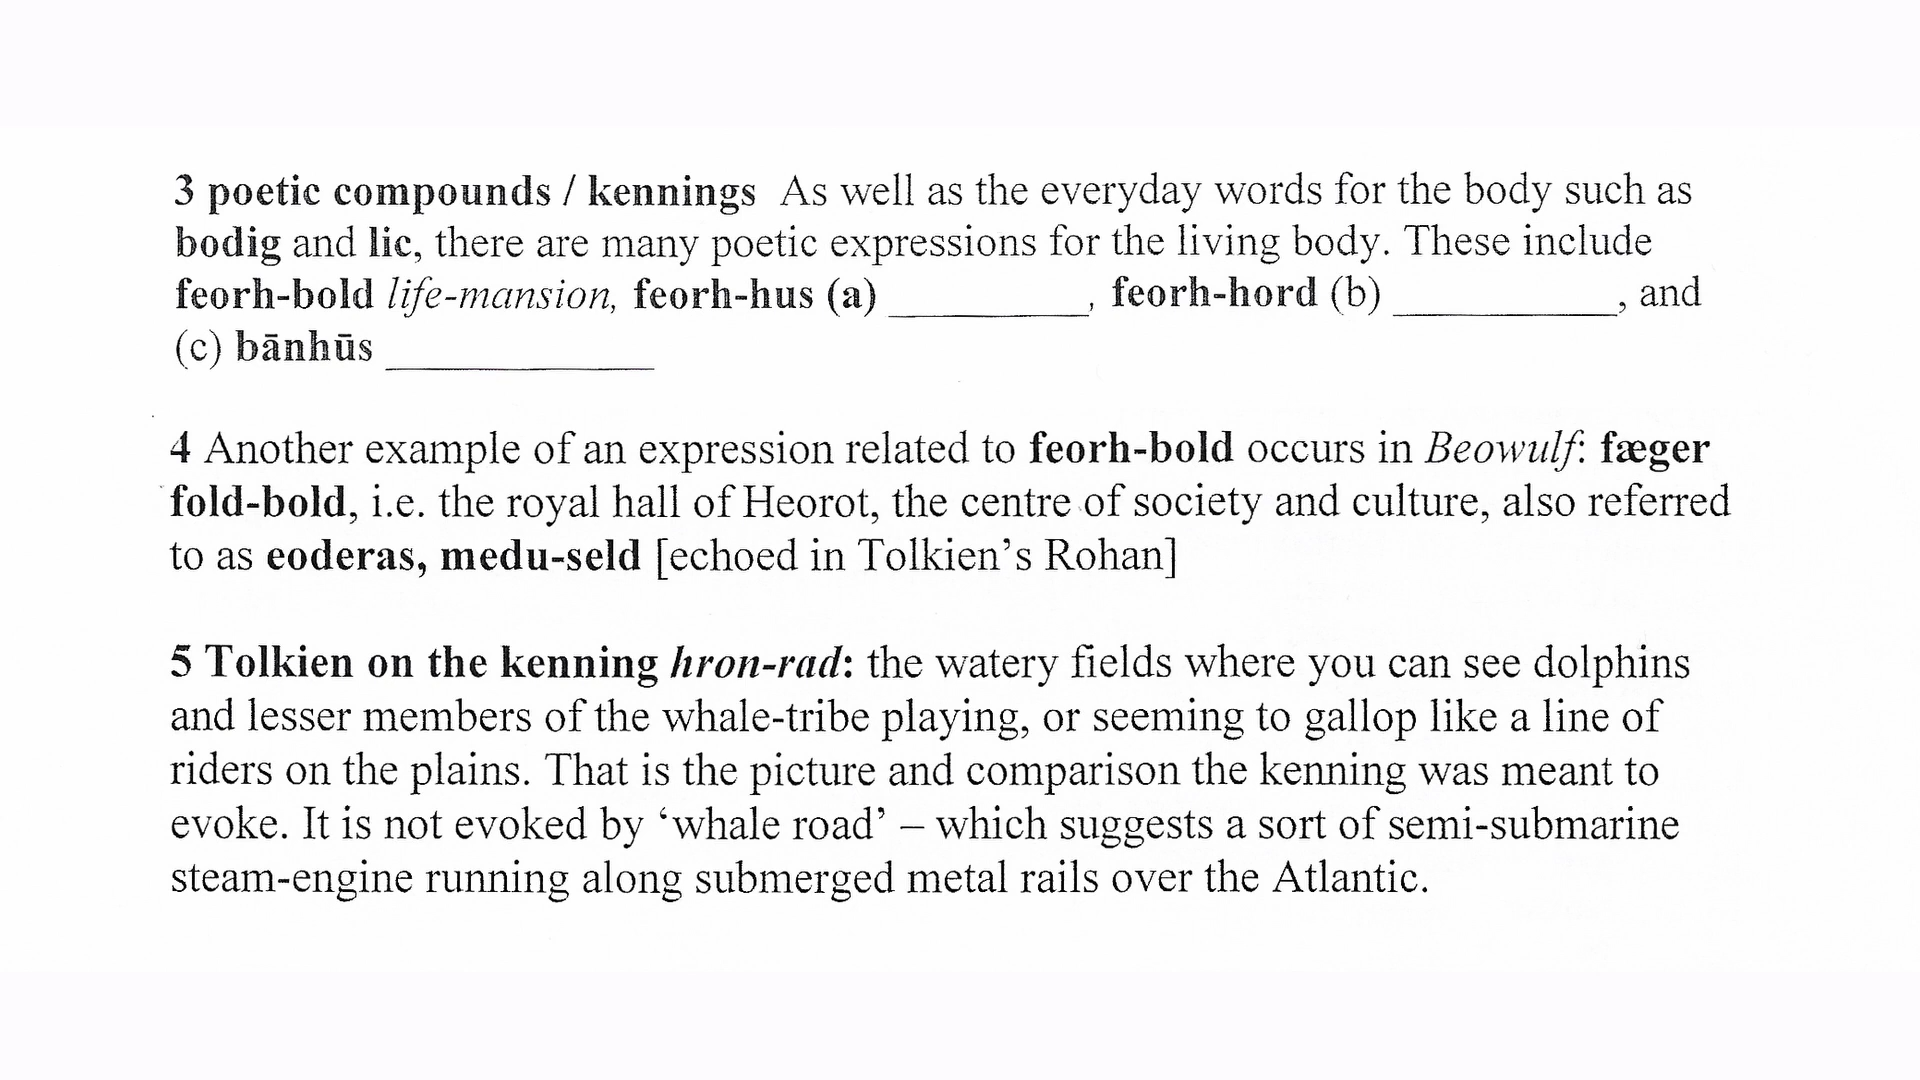 3 poetic compounds / kennings As well as the everyday words for the body such as
bodig and lic, there are many poetic expressions for the living body. These include
feorh-bold life-mansion, feorh-hus (a) __________, feorh-hord (b) ___________, and
(c) bānhūs _____________
4 Another example of an expression related to feorh-bold occurs in Beowulf: fæger
fold-bold, i.e. the royal hall of Heorot, the centre of society and culture, also referred
to as eoderas, medu-seld [echoed in Tolkien’s Rohan]
5 Tolkien on the kenning hron-rad: the watery fields where you can see dolphins
and lesser members of the whale-tribe playing, or seeming to gallop like a line of
riders on the plains. That is the picture and comparison the kenning was meant to
evoke. It is not evoked by ‘whale road’ – which suggests a sort of semi-submarine
steam-engine running along submerged metal rails over the Atlantic.